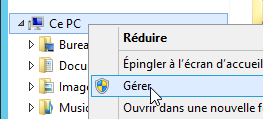 Ce PC
Réduire
Burea
Épingler à l'écran d'accueil
Docu
Gérer
Image
Ouvrir dans une nouvelle f
Music